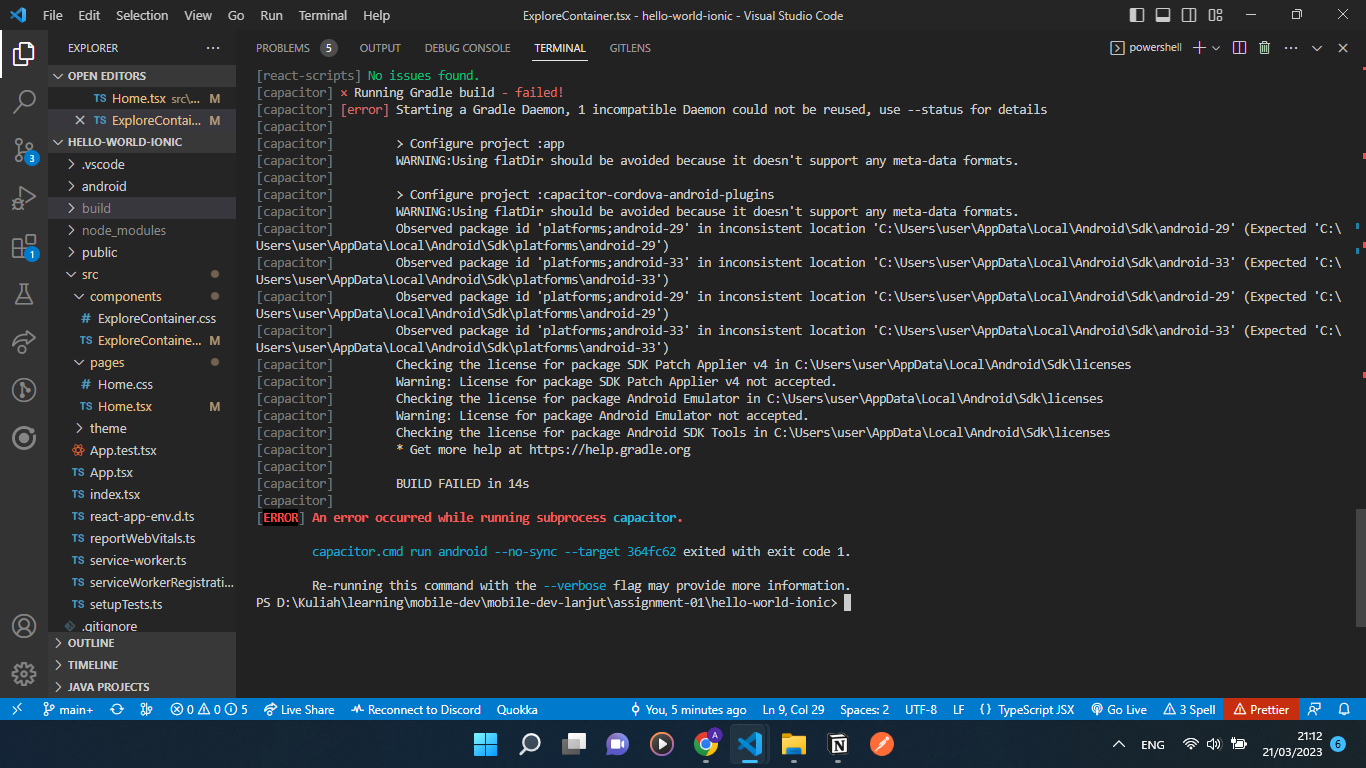 File Edit Selection View Go Run Terminal Help
ExploreContainer.tsx - hello-world-ionic - Visual Studio Code
EXPLORER ...
OPEN EDITORS
TS Home.tsx src\... M
TS ExploreContai... M
HELLO-WORLD-IONIC
.vscode
android
build
node_modules
public
src
components
# ExploreContainer.css
TS ExploreContaine... M
pages
# Home.css
TS Home.tsx M
theme
App.test.tsx
TS App.tsx
TS index.tsx
TS react-app-env.d.ts
TS reportWebVitals.ts
TS service-worker.ts
TS serviceWorkerRegistrati...
TS setupTests.ts
.gitignore
OUTLINE
TIMELINE
JAVA PROJECTS
3
1
PROBLEMS 5 OUTPUT DEBUG CONSOLE TERMINAL GITLENS
powershell
[react-scripts] No issues found.
[capacitor] × Running Gradle build - failed!
[capacitor] [error] Starting a Gradle Daemon, 1 incompatible Daemon could not be reused, use --status for details
[capacitor]
[capacitor] > Configure project :app
[capacitor] WARNING:Using flatDir should be avoided because it doesn't support any meta-data formats.
[capacitor]
[capacitor] > Configure project :capacitor-cordova-android-plugins
[capacitor] WARNING:Using flatDir should be avoided because it doesn't support any meta-data formats.
[capacitor] Observed package id 'platforms;android-29' in inconsistent location 'C:\Users\user\AppData\Local\Android\Sdk\android-29' (Expected 'C:\
Users\user\AppData\Local\Android\Sdk\platforms\android-29')
[capacitor] Observed package id 'platforms;android-33' in inconsistent location 'C:\Users\user\AppData\Local\Android\Sdk\android-33' (Expected 'C:\
Users\user\AppData\Local\Android\Sdk\platforms\android-33')
[capacitor] Observed package id 'platforms;android-29' in inconsistent location 'C:\Users\user\AppData\Local\Android\Sdk\android-29' (Expected 'C:\
Users\user\AppData\Local\Android\Sdk\platforms\android-29')
[capacitor] Observed package id 'platforms;android-33' in inconsistent location 'C:\Users\user\AppData\Local\Android\Sdk\android-33' (Expected 'C:\
Users\user\AppData\Local\Android\Sdk\platforms\android-33')
[capacitor] Checking the license for package SDK Patch Applier v4 in C:\Users\user\AppData\Local\Android\Sdk\licenses
[capacitor] Warning: License for package SDK Patch Applier v4 not accepted.
[capacitor] Checking the license for package Android Emulator in C:\Users\user\AppData\Local\Android\Sdk\licenses
[capacitor] Warning: License for package Android Emulator not accepted.
[capacitor] Checking the license for package Android SDK Tools in C:\Users\user\AppData\Local\Android\Sdk\licenses
[capacitor] * Get more help at https://help.gradle.org
[capacitor]
[capacitor] BUILD FAILED in 14s
[capacitor]
[ERROR] An error occurred while running subprocess capacitor.
capacitor.cmd run android --no-sync --target 364fc62 exited with exit code 1.
Re-running this command with the --verbose flag may provide more information.
PS D:\Kuliah\learning\mobile-dev\mobile-dev-lanjut\assignment-01\hello-world-ionic>
main+ 0 0 5 Live Share Reconnect to Discord Quokka You, 5 minutes ago Ln 9, Col 29 Spaces: 2 UTF-8 LF {} TypeScript JSX Go Live 3 Spell Prettier
A
ENG
21:12
21/03/2023
6